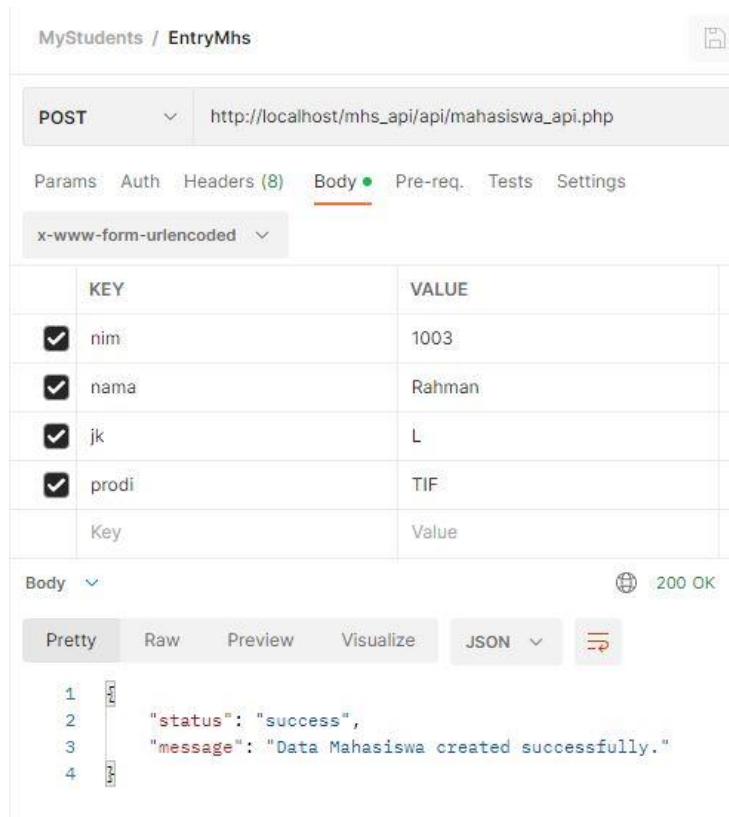 MyStudents / EntryMhs
POST http://localhost/mhs_api/api/mahasiswa_api.php
Params Auth Headers (8) Body Pre-req. Tests Settings
x-www-form-urlencoded
KEY VALUE
nim 1003
nama Rahman
jk L
prodi TIF
Key Value
Body 200 OK
Pretty Raw Preview Visualize JSON
1 {
2 "status": "success",
3 "message": "Data Mahasiswa created successfully."
4 }